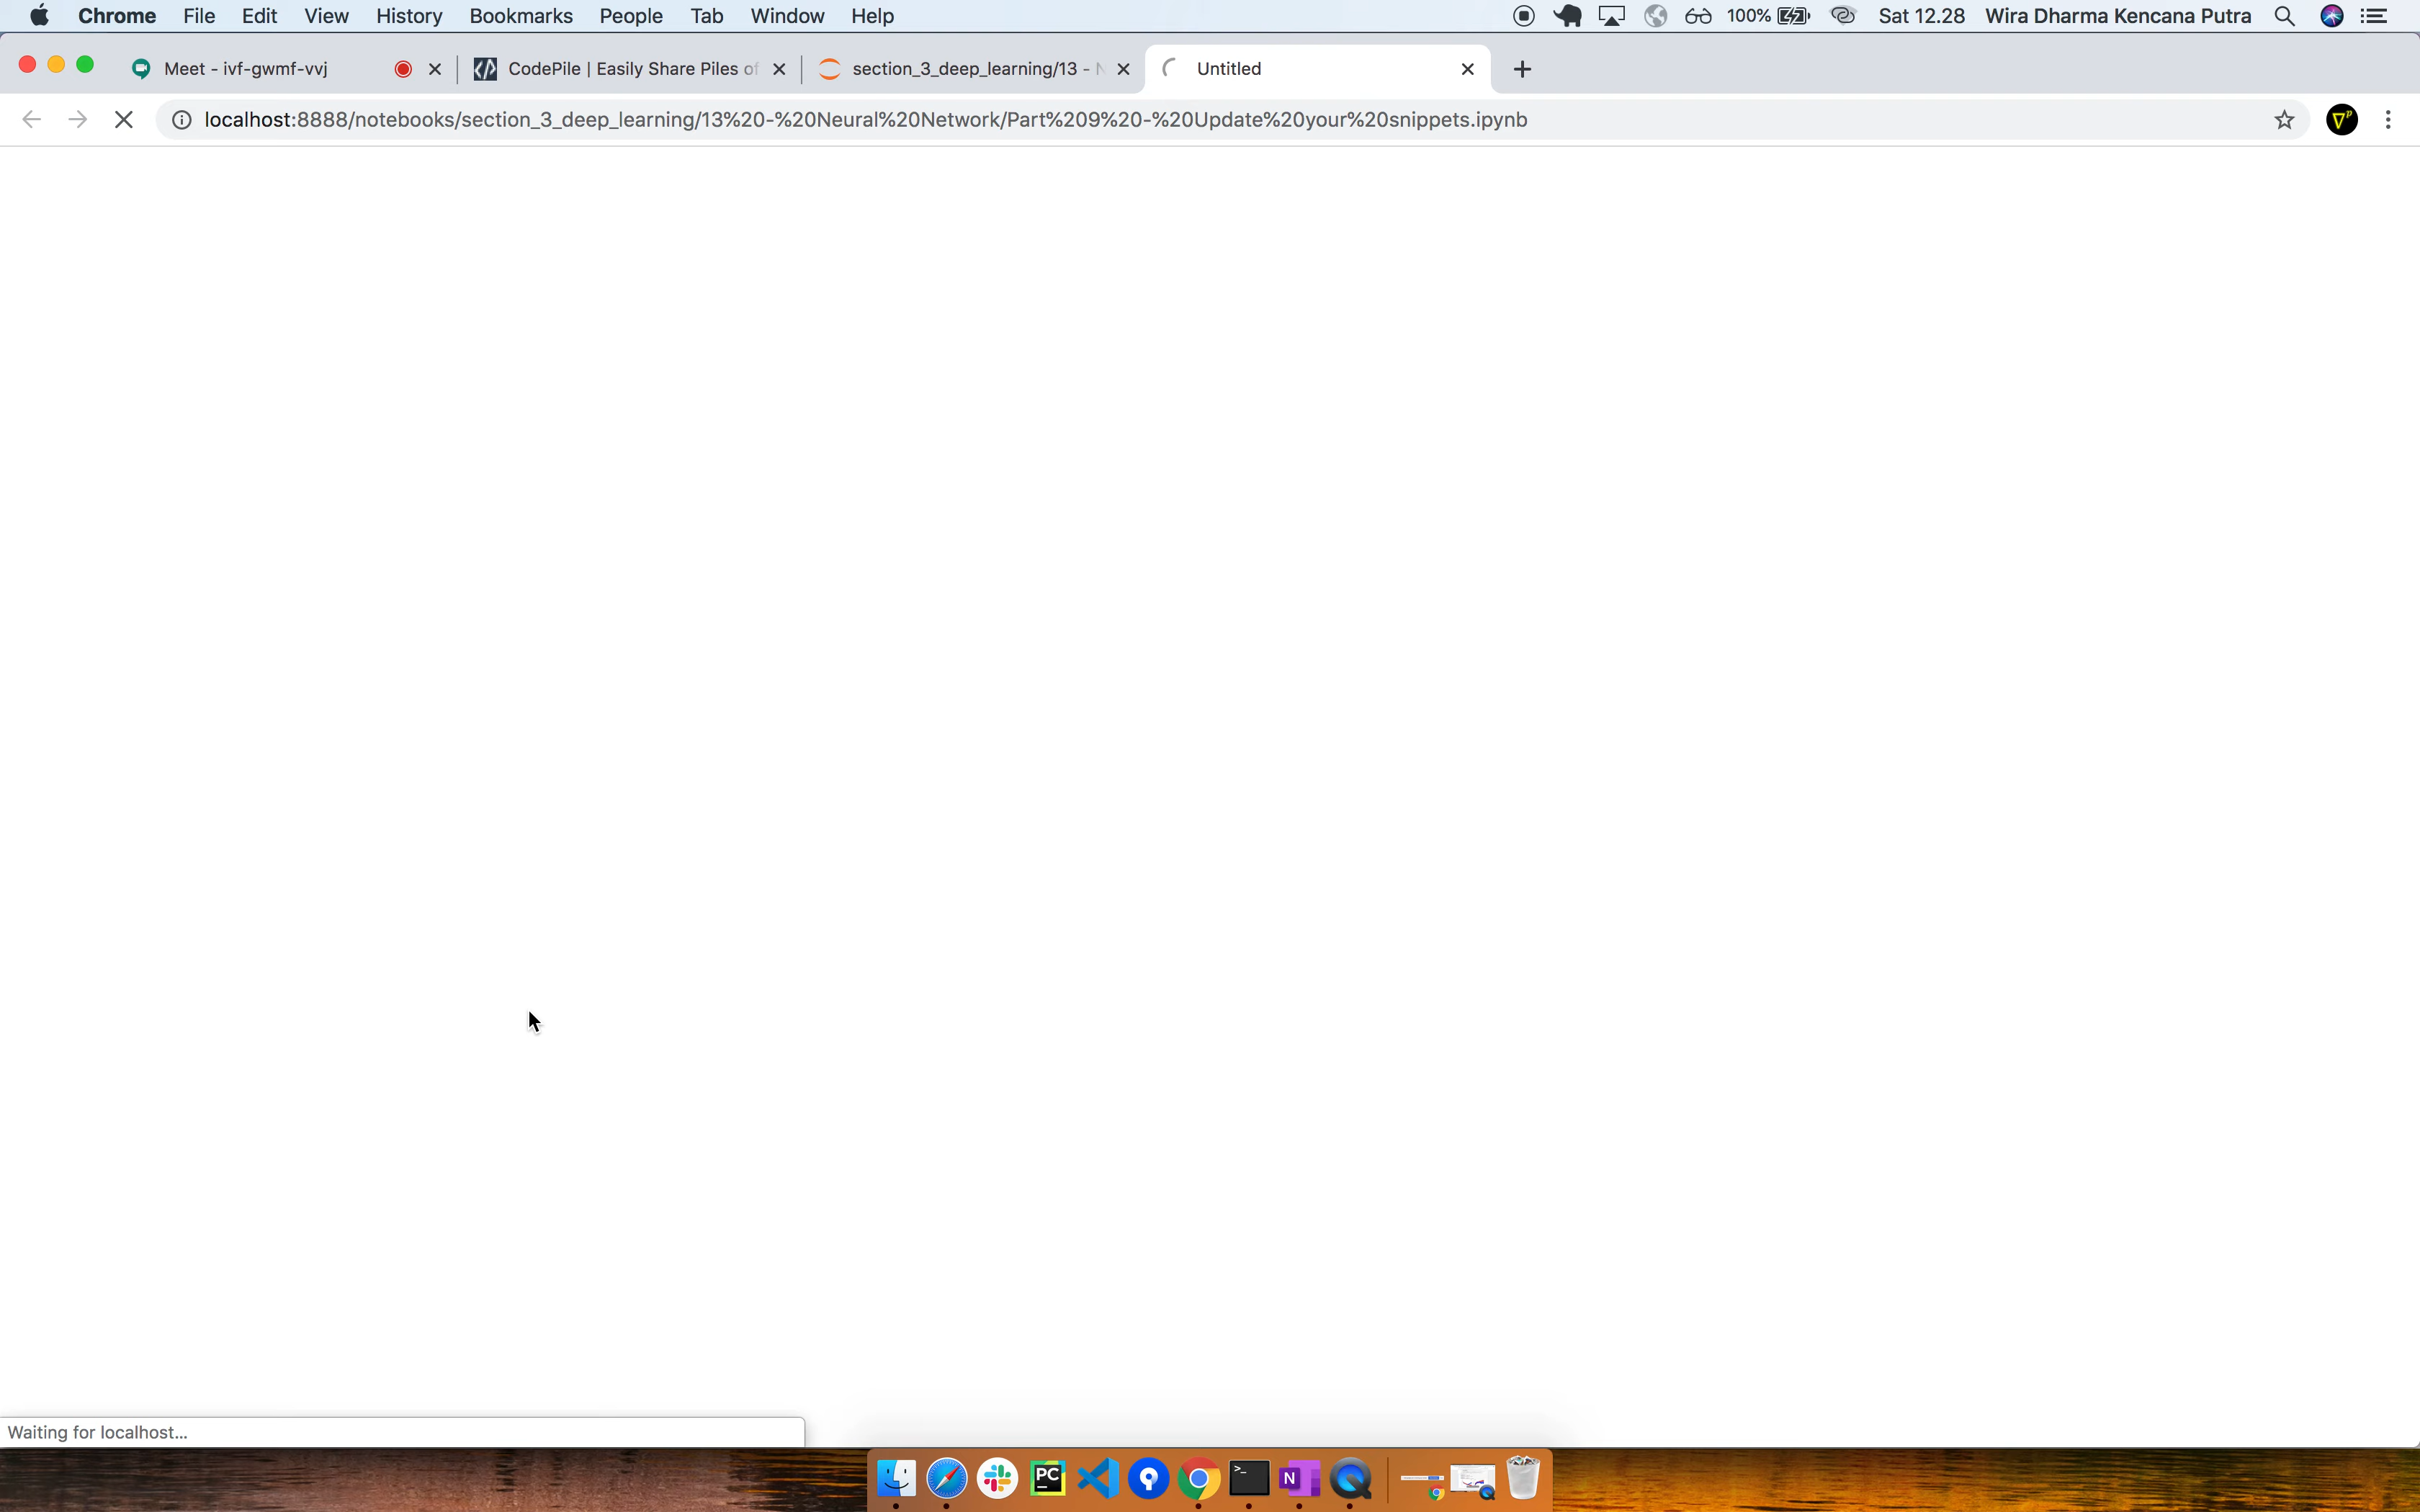 Chrome File Edit View History Bookmarks People Tab Window Help 100% Sat 12.28 Wira Dharma Kencana Putra
Meet - ivf-gwmf-vvj CodePile | Easily Share Piles of section_3_deep_learning/13 - Untitled
localhost:8888/notebooks/section_3_deep_learning/13%20-%20Neural%20Network/Part%209%20-%20Update%20your%20snippets.ipynb
Waiting for localhost...
PC >_ N